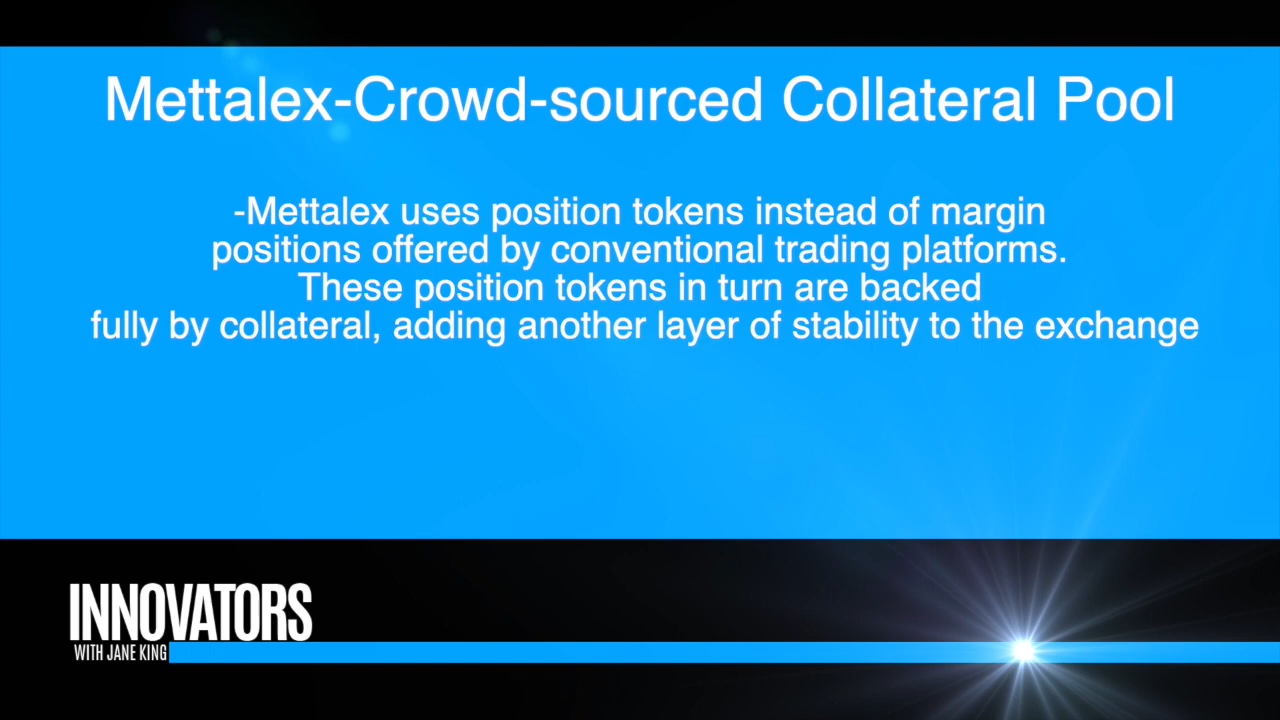 Mettalex-Crowd-sourced Collateral Pool
-Mettalex uses position tokens instead of margin
positions offered by conventional trading platforms.
These position tokens in turn are backed
fully by collateral, adding another layer of stability to the exchange
INNOVATORS
WITH JANE KING